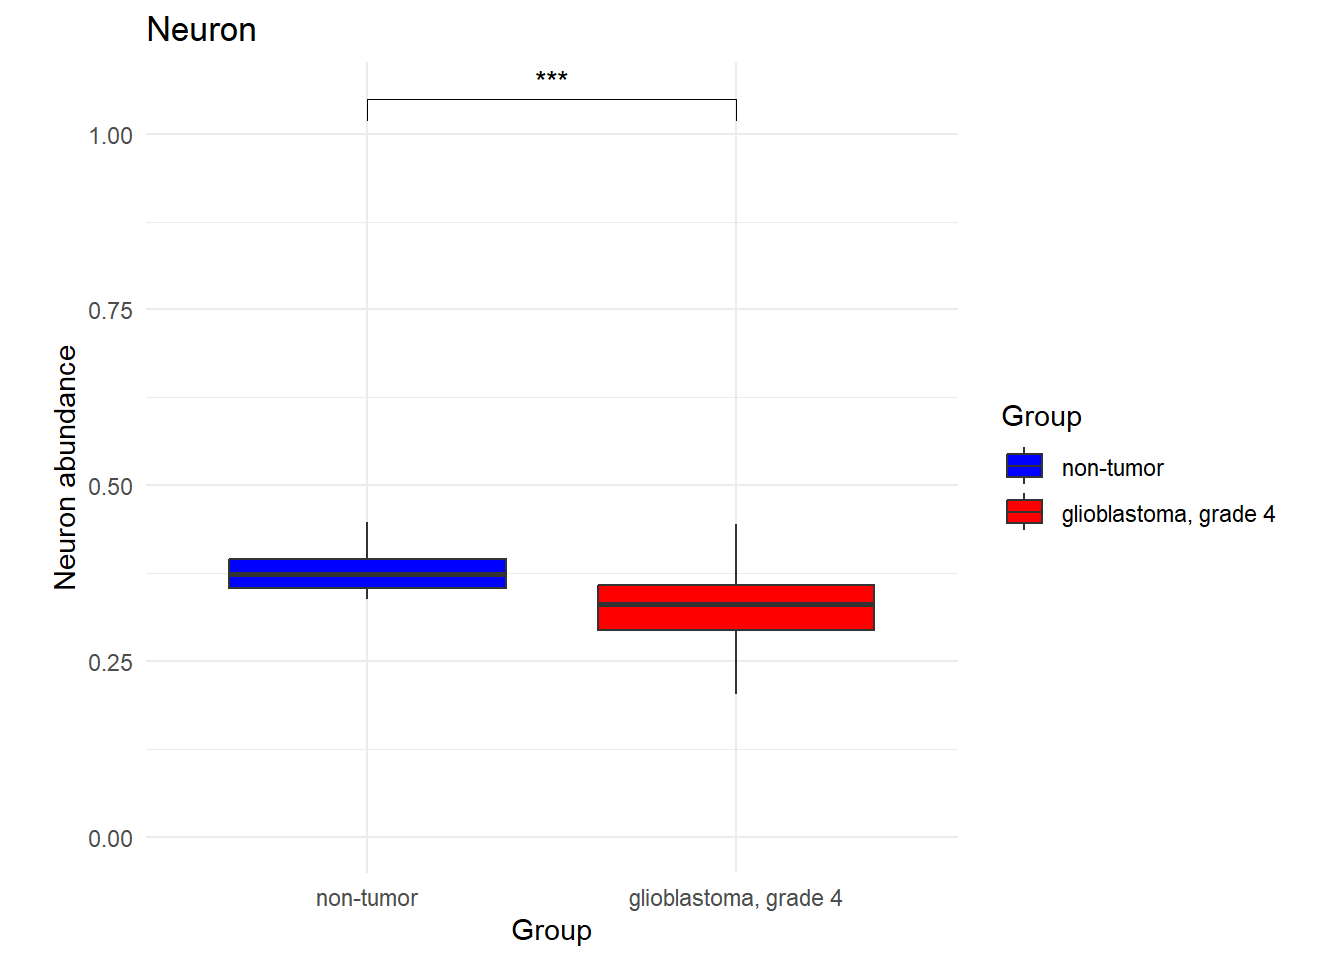 Neuron
***
1.00
0.75
0.50
0.25
0.00
Neuron abundance
non-tumor
glioblastoma, grade 4
Group
Group
non-tumor
glioblastoma, grade 4